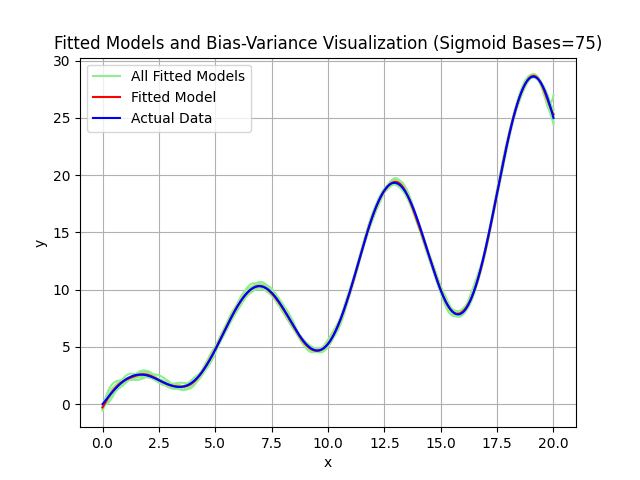 Fitted Models and Bias-Variance Visualization (Sigmoid Bases=75)
All Fitted Models
Fitted Model
Actual Data
30
25
20
15
10
5
0
y
0.0 2.5 5.0 7.5 10.0 12.5 15.0 17.5 20.0
x